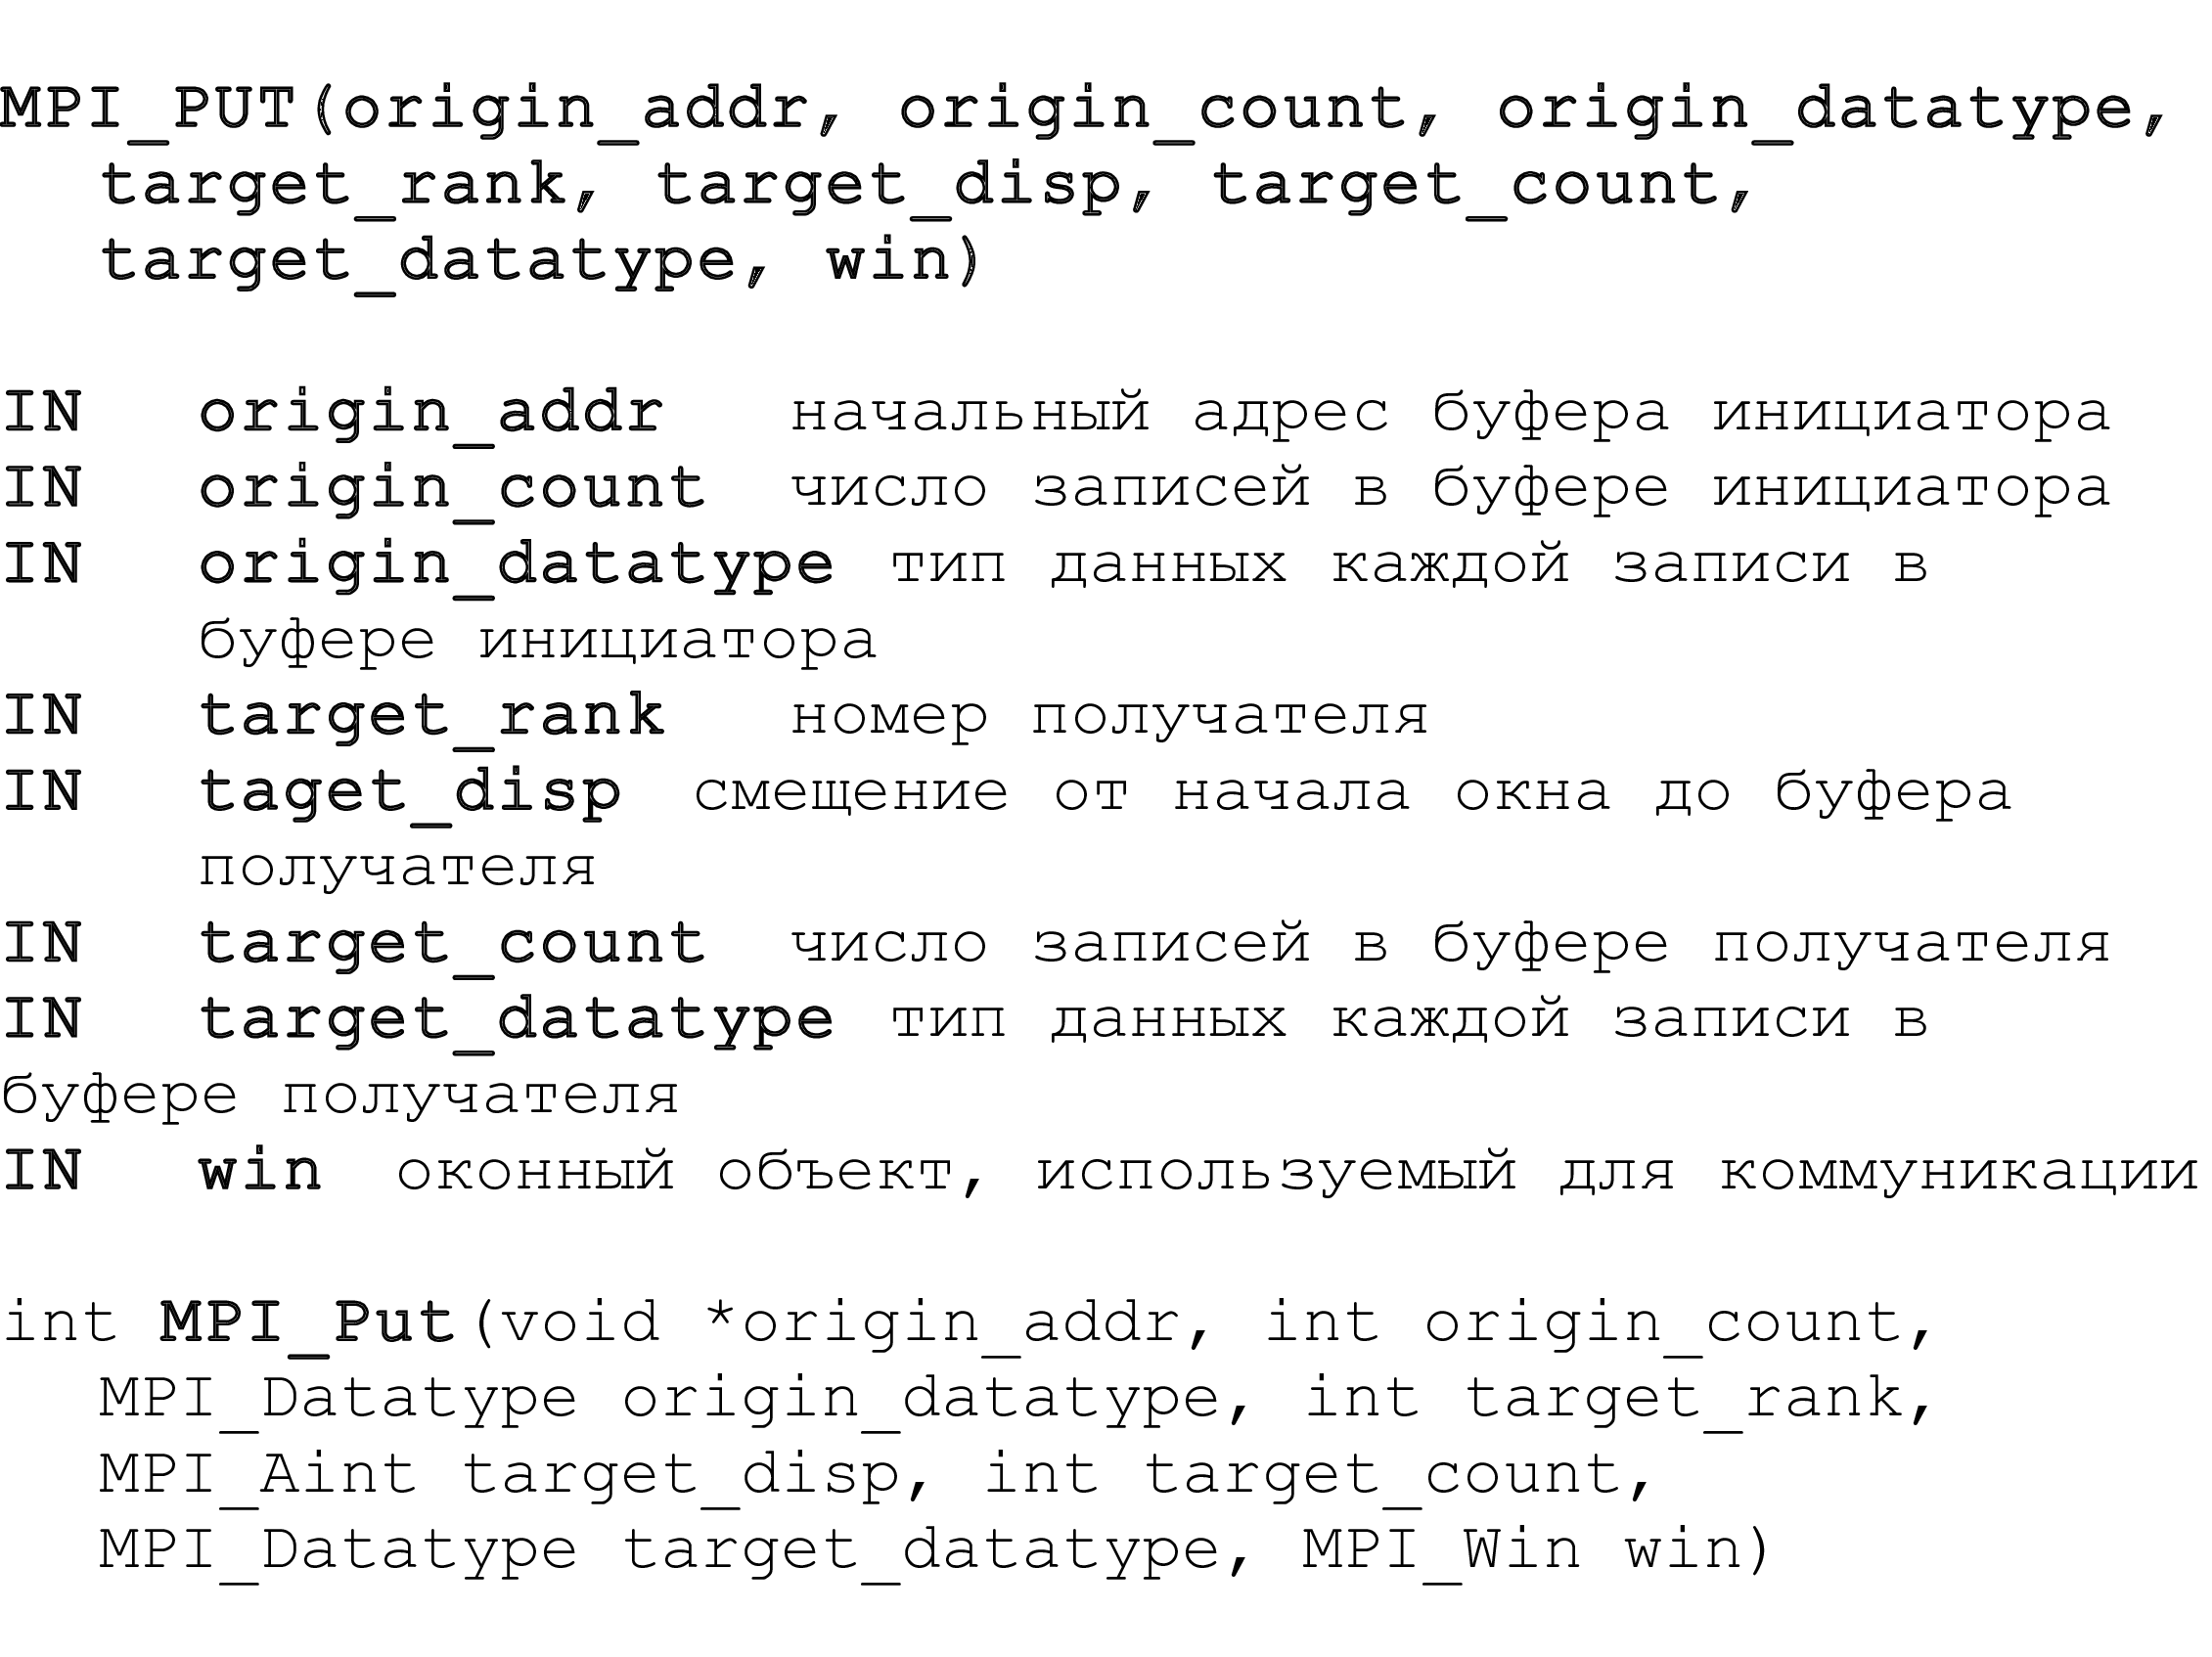 MPI_PUT(origin_addr, origin_count, origin_datatype,
target_rank, target_disp, target_count,
target_datatype, win)
IN origin_addr начальный адрес буфера инициатора
IN origin_count число записей в буфере инициатора
IN origin_datatype тип данных каждой записи в
буфере инициатора
IN target_rank номер получателя
IN taget_disp смещение от начала окна до буфера
получателя
IN target_count число записей в буфере получателя
IN target_datatype тип данных каждой записи в
буфере получателя
IN win оконный объект, используемый для коммуникации
int MPI_Put(void *origin_addr, int origin_count,
MPI_Datatype origin_datatype, int target_rank,
MPI_Aint target_disp, int target_count,
MPI_Datatype target_datatype, MPI_Win win)